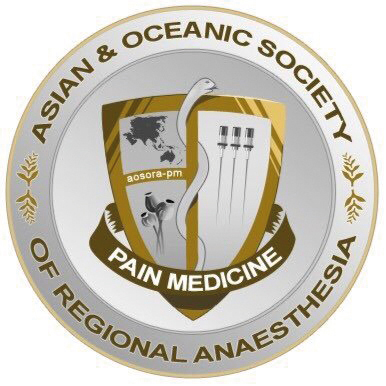 ASIAN & OCEANIC SOCIETY
OF REGIONAL ANAESTHESIA
aosora-pm
PAIN MEDICINE